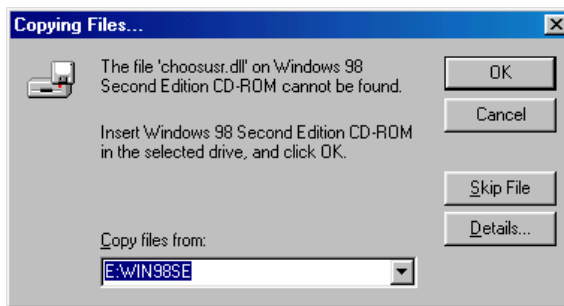 Copying Files...
The file 'choosusr.dll' on Windows 98
Second Edition CD-ROM cannot be found.
Insert Windows 98 Second Edition CD-ROM
in the selected drive, and click OK.
Copy files from:
E:WIN98SE
OK
Cancel
Skip File
Details...